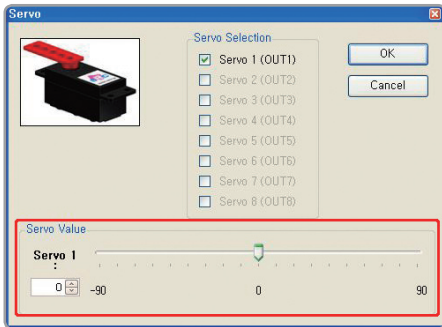 Servo
Servo Selection
Servo 1 (OUT1)
Servo 2 (OUT2)
Servo 3 (OUT3)
Servo 4 (OUT4)
Servo 5 (OUT5)
Servo 6 (OUT6)
Servo 7 (OUT7)
Servo 8 (OUT8)
OK
Cancel
Servo Value
Servo 1
:
0
-90
0
90